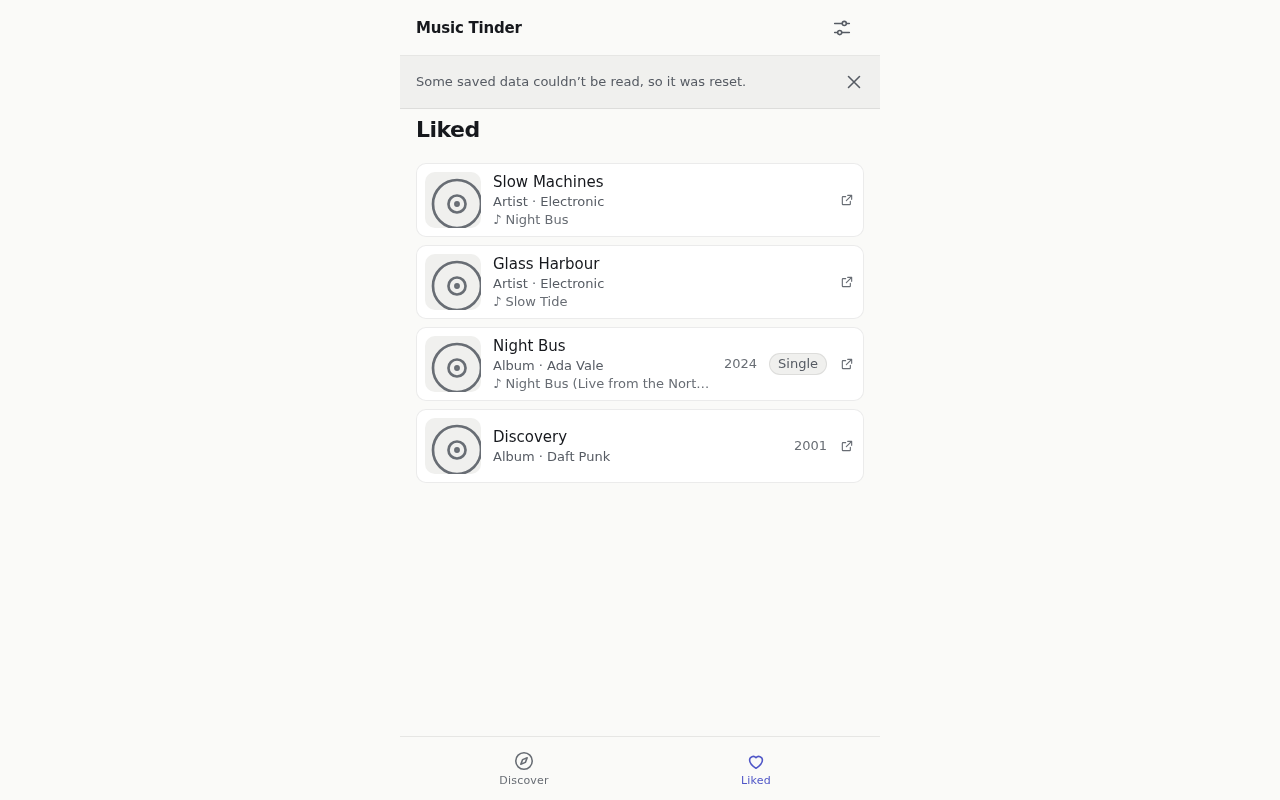 Music Tinder
Some saved data couldn’t be read, so it was reset.
Liked
Slow Machines
Artist · Electronic
♪ Night Bus
Glass Harbour
Artist · Electronic
♪ Slow Tide
Night Bus
Album · Ada Vale
♪ Night Bus (Live from the Nort…
2024
Single
Discovery
Album · Daft Punk
2001
Discover
Liked